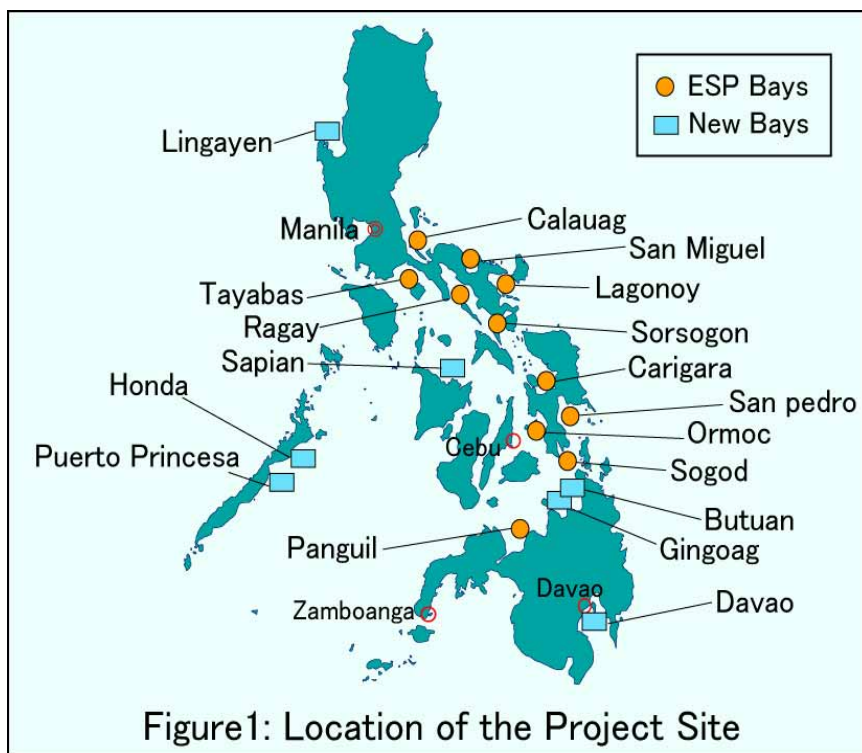 ESP Bays
New Bays
Lingayen
Manila
Calauag
San Miguel
Tayabas
Lagonoy
Ragay
Sorsogon
Sapian
Carigara
Honda
San pedro
Ormoc
Cebu
Puerto Princesa
Sogod
Butuan
Panguil
Gingoag
Davao
Zamboanga
Davao
Figure1: Location of the Project Site